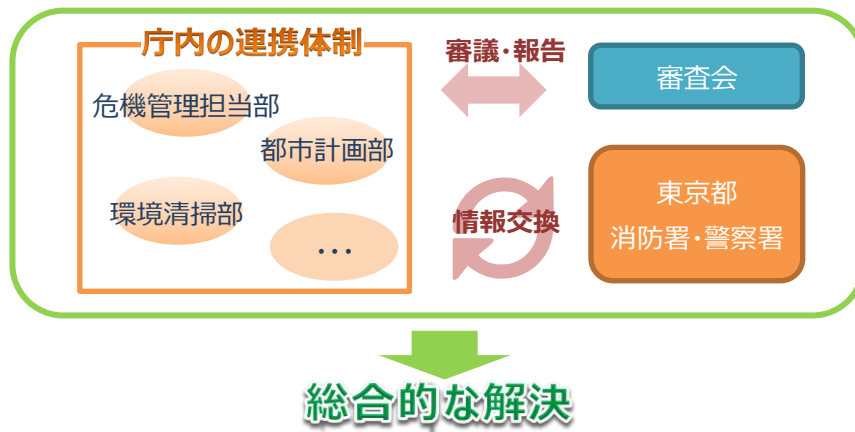 庁内の連携体制
審議・報告
審査会
危機管理担当部
都市計画部
環境清掃部
…
情報交換
東京都
消防署・警察署
総合的な解決